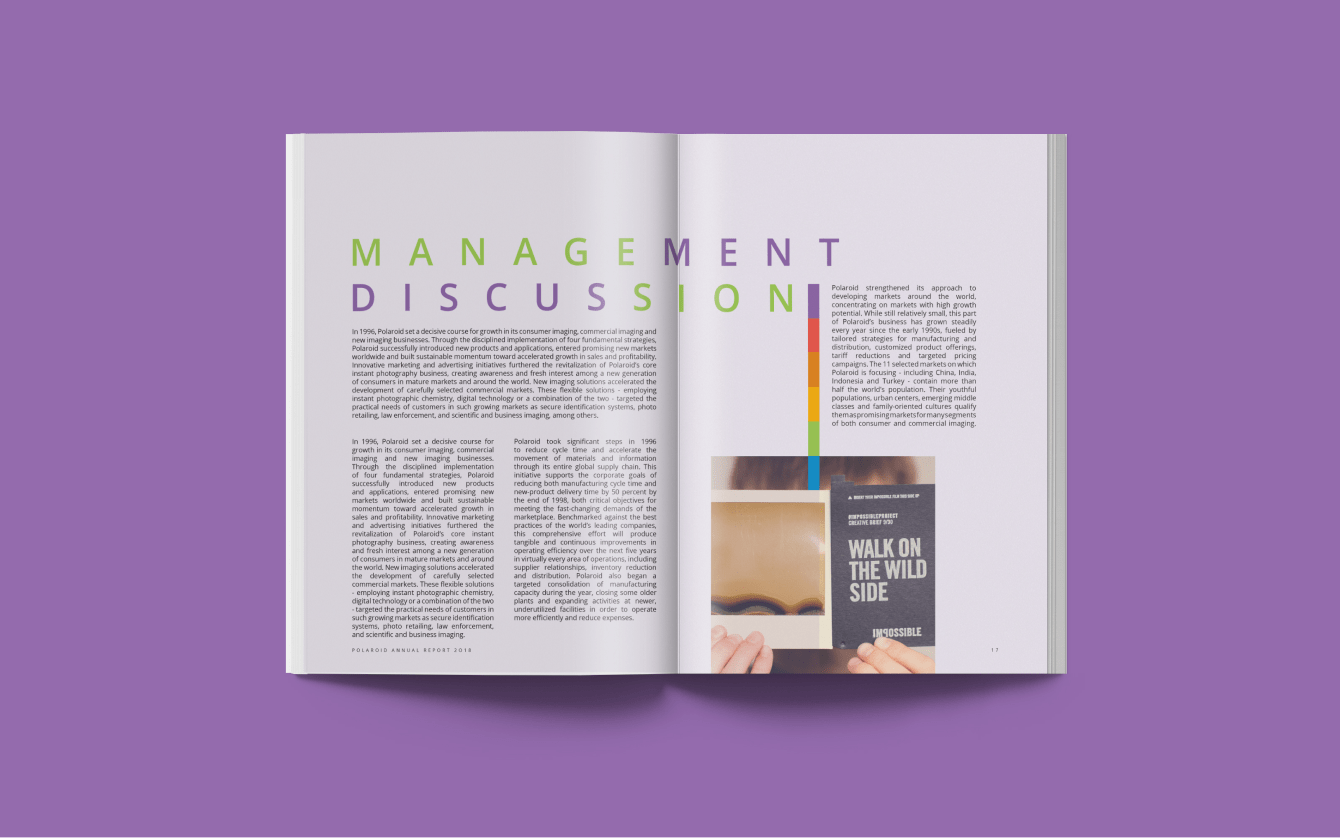 MANAGEMENT
DISCUSSION
In 1996, Polaroid set a decisive course for growth in its consumer imaging, commercial imaging and
new imaging businesses. Through the disciplined implementation of four fundamental strategies,
Polaroid successfully introduced new products and applications, entered promising new markets
worldwide and built sustainable momentum toward accelerated growth in sales and profitability.
Innovative marketing and advertising initiatives furthered the revitalization of Polaroid's core
instant photography business, creating awareness and fresh interest among a new generation
of consumers in mature markets and around the world. New imaging solutions accelerated the
development of carefully selected commercial markets. These flexible solutions - employing
instant photographic chemistry, digital technology or a combination of the two - targeted the
practical needs of customers in such growing markets as secure identification systems, photo
retailing, law enforcement, and scientific and business imaging, among others.
In 1996, Polaroid set a decisive course for
growth in its consumer imaging, commercial
imaging and new imaging businesses.
Through the disciplined implementation
of four fundamental strategies, Polaroid
successfully introduced new products
and applications, entered promising new
markets worldwide and built sustainable
momentum toward accelerated growth in
sales and profitability. Innovative marketing
and advertising initiatives furthered the
revitalization of Polaroid's core instant
photography business, creating awareness
and fresh interest among a new generation
of consumers in mature markets and around
the world. New imaging solutions accelerated
the development of carefully selected
commercial markets. These flexible solutions
- employing instant photographic chemistry,
digital technology or a combination of the two
- targeted the practical needs of customers in
such growing markets as secure identification
systems, photo retailing, law enforcement,
and scientific and business imaging.
Polaroid took significant steps in 1996
to reduce cycle time and accelerate the
movement of materials and information
through its entire global supply chain. This
initiative supports the corporate goals of
reducing both manufacturing cycle time and
new-product delivery time by 50 percent by
the end of 1998, both critical objectives for
meeting the fast-changing demands of the
marketplace. Benchmarked against the best
practices of the world's leading companies,
this comprehensive effort will produce
tangible and continuous improvements in
operating efficiency over the next five years
in virtually every area of operations, including
supplier relationships, inventory reduction
and distribution. Polaroid also began a
targeted consolidation of manufacturing
capacity during the year, closing some older
plants and expanding activities at newer,
underutilized facilities in order to operate
more efficiently and reduce expenses.
POLAROID ANNUAL REPORT 2018
Polaroid strengthened its approach to
developing markets around the world,
concentrating on markets with high growth
potential. While still relatively small, this part
of Polaroid's business has grown steadily
every year since the early 1990s, fueled by
tailored strategies for manufacturing and
distribution, customized product offerings,
tariff reductions and targeted pricing
campaigns. The 11 selected markets on which
Polaroid is focusing - including China, India,
Indonesia and Turkey - contain more than
half the world's population. Their youthful
populations, urban centers, emerging middle
classes and family-oriented cultures qualify
them as promising markets for many segments
of both consumer and commercial imaging.
INSERT YOUR IMPOSSIBLE FILM THIS SIDE UP
#IMPOSSIBLEPROJECT
CREATIVE BRIEF
WALK ON
THE WILD
SIDE
IMPOSSIBLE
17